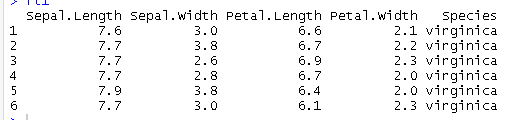 Sepal.Length Sepal.Width Petal.Length Petal.Width Species
1 7.6 3.0 6.6 2.1 virginica
2 7.7 3.8 6.7 2.2 virginica
3 7.7 2.6 6.9 2.3 virginica
4 7.7 2.8 6.7 2.0 virginica
5 7.9 3.8 6.4 2.0 virginica
6 7.7 3.0 6.1 2.3 virginica
>